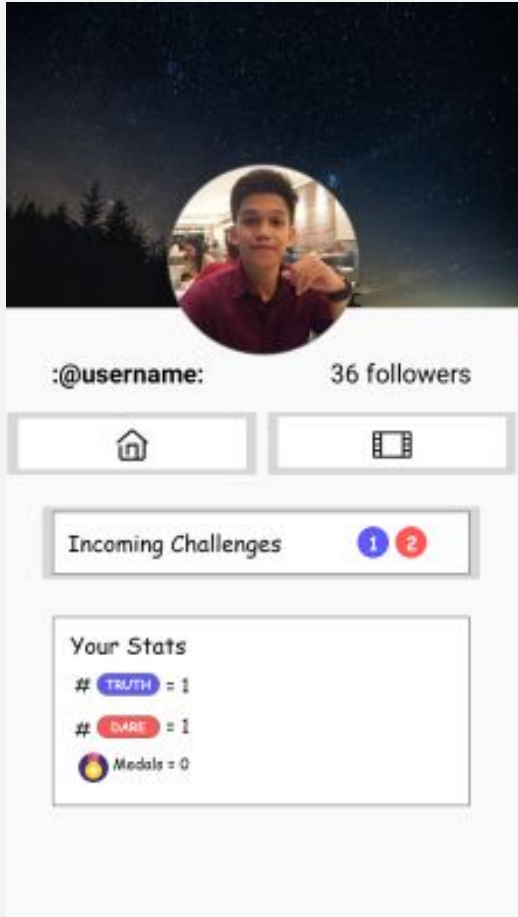 :@username: 36 followers
Incoming Challenges 1 2
Your Stats
# TRUTH = 1
# DARE = 1
Medals = 0